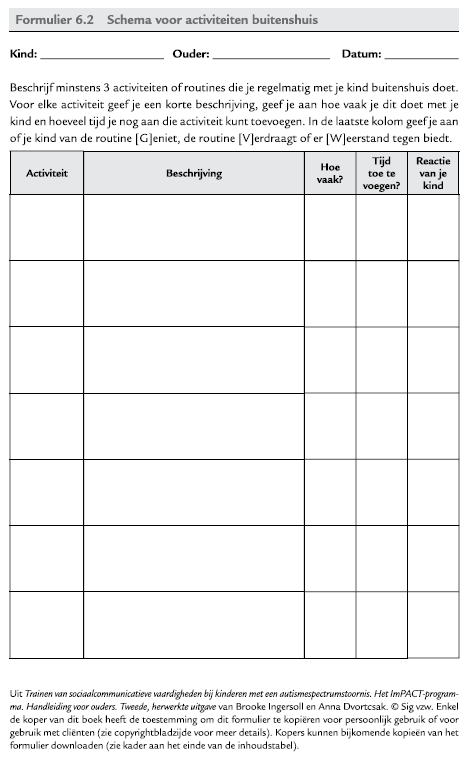 Formulier 6.2 Schema voor activiteiten buitenshuis
Kind: Ouder: Datum:
Beschrijf minstens 3 activiteiten of routines die je regelmatig met je kind buitenshuis doet.
Voor elke activiteit geef je een korte beschrijving, geef je aan hoe vaak je dit doet met je
kind en hoeveel tijd je nog aan die activiteit kunt toevoegen. In de laatste kolom geef je aan
of je kind van de routine [G]eniet, de routine [V]erdraagt of er [W]eerstand tegen biedt.
Activiteit
Beschrijving
Hoe
vaak?
Tijd
toe te
voegen?
Reactie
van je
kind
Uit Trainen van sociaalcommunicatieve vaardigheden bij kinderen met een autismespectrumstoornis. Het ImPACT-program-
ma. Handleiding voor ouders. Tweede, herwerkte uitgave van Brooke Ingersoll en Anna Dvortcsak. © Sig vzw. Enkel
de koper van dit boek heeft de toestemming om dit formulier te kopiëren voor persoonlijk gebruik of voor
gebruik met cliënten (zie copyrightbladzijde voor meer details). Kopers kunnen bijkomende kopieën van het
formulier downloaden (zie kader aan het einde van de inhoudstabel).